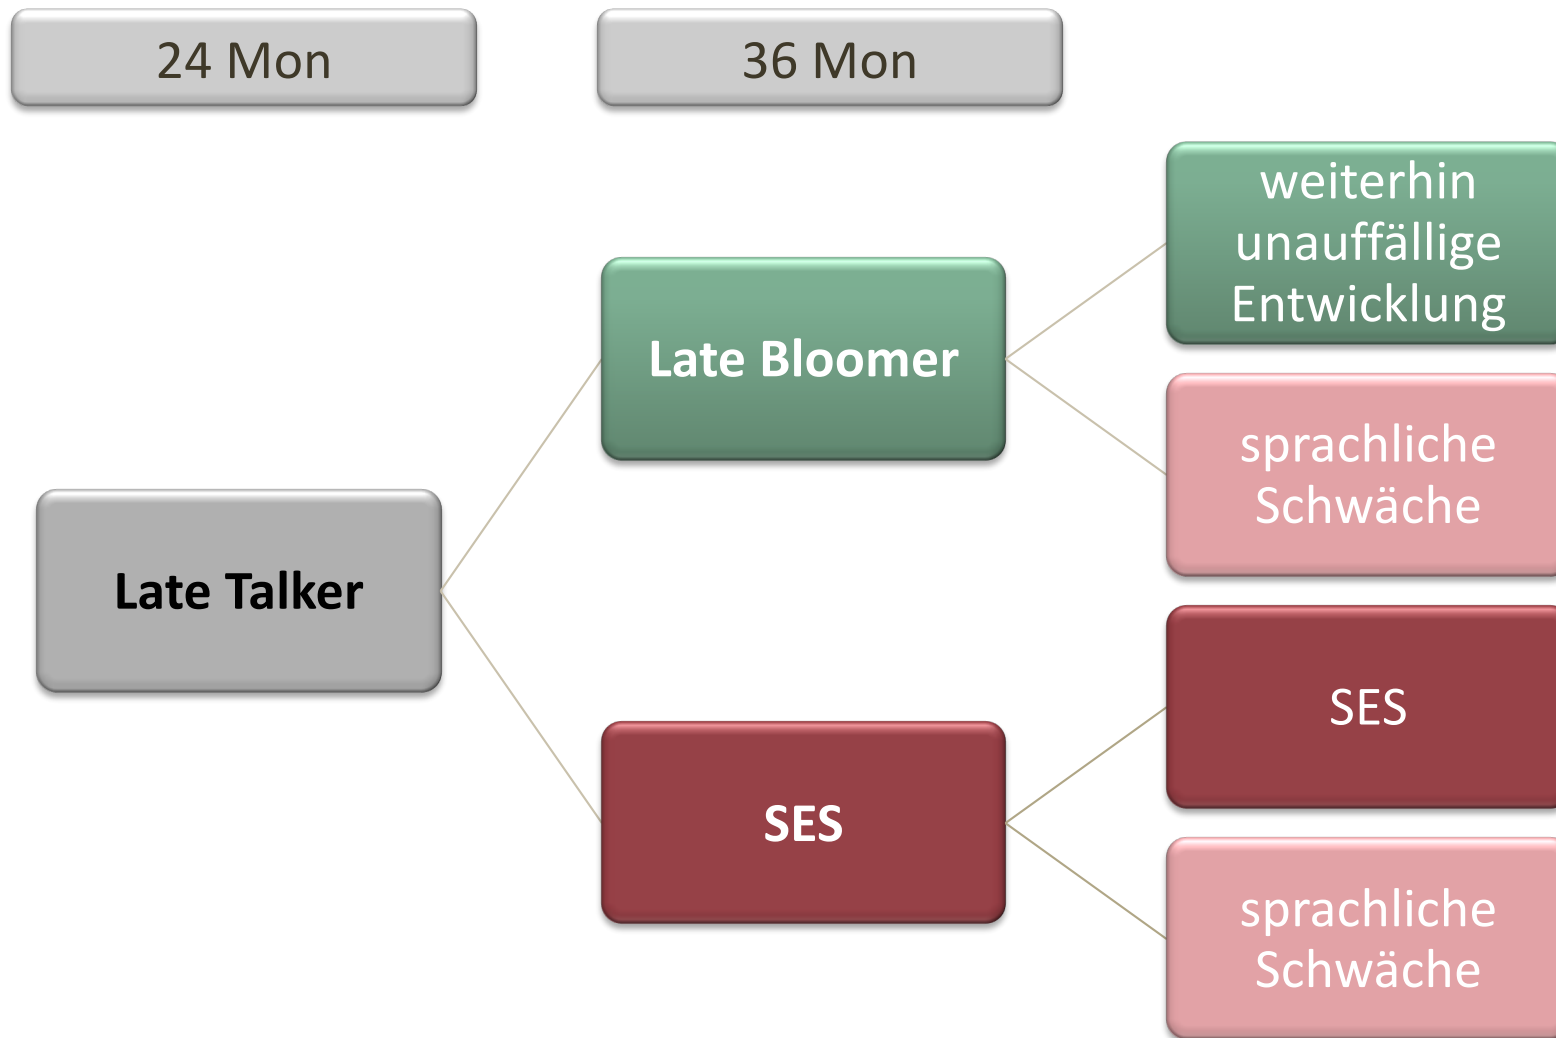 24 Mon
36 Mon
weiterhin
unauffällige
Entwicklung
Late Bloomer
sprachliche
Schwäche
Late Talker
SES
SES
sprachliche
Schwäche